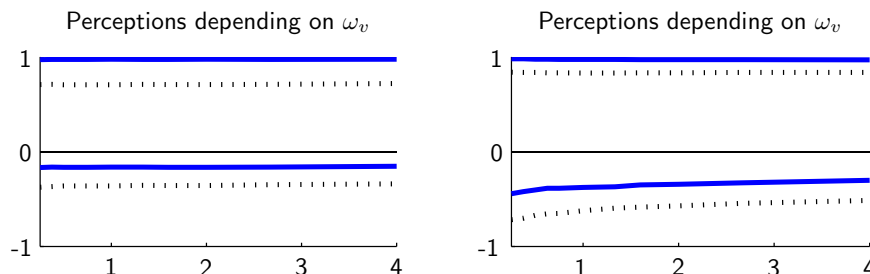 Perceptions depending on ω_v
1
0
-1
1 2 3 4
Perceptions depending on ω_v
1
0
-1
1 2 3 4